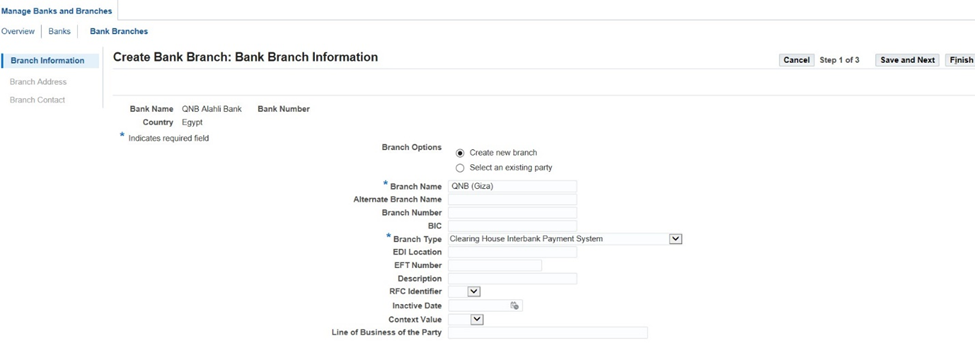 Manage Banks and Branches
Overview Banks Bank Branches
Branch Information
Branch Address
Branch Contact
Create Bank Branch: Bank Branch Information
Cancel Step 1 of 3 Save and Next Finish
Bank Name QNB Alahli Bank Bank Number
Country Egypt
* Indicates required field
Branch Options
Create new branch
Select an existing party
* Branch Name QNB (Giza)
Alternate Branch Name
Branch Number
BIC
* Branch Type Clearing House Interbank Payment System
EDI Location
EFT Number
Description
RFC Identifier
Inactive Date
Context Value
Line of Business of the Party